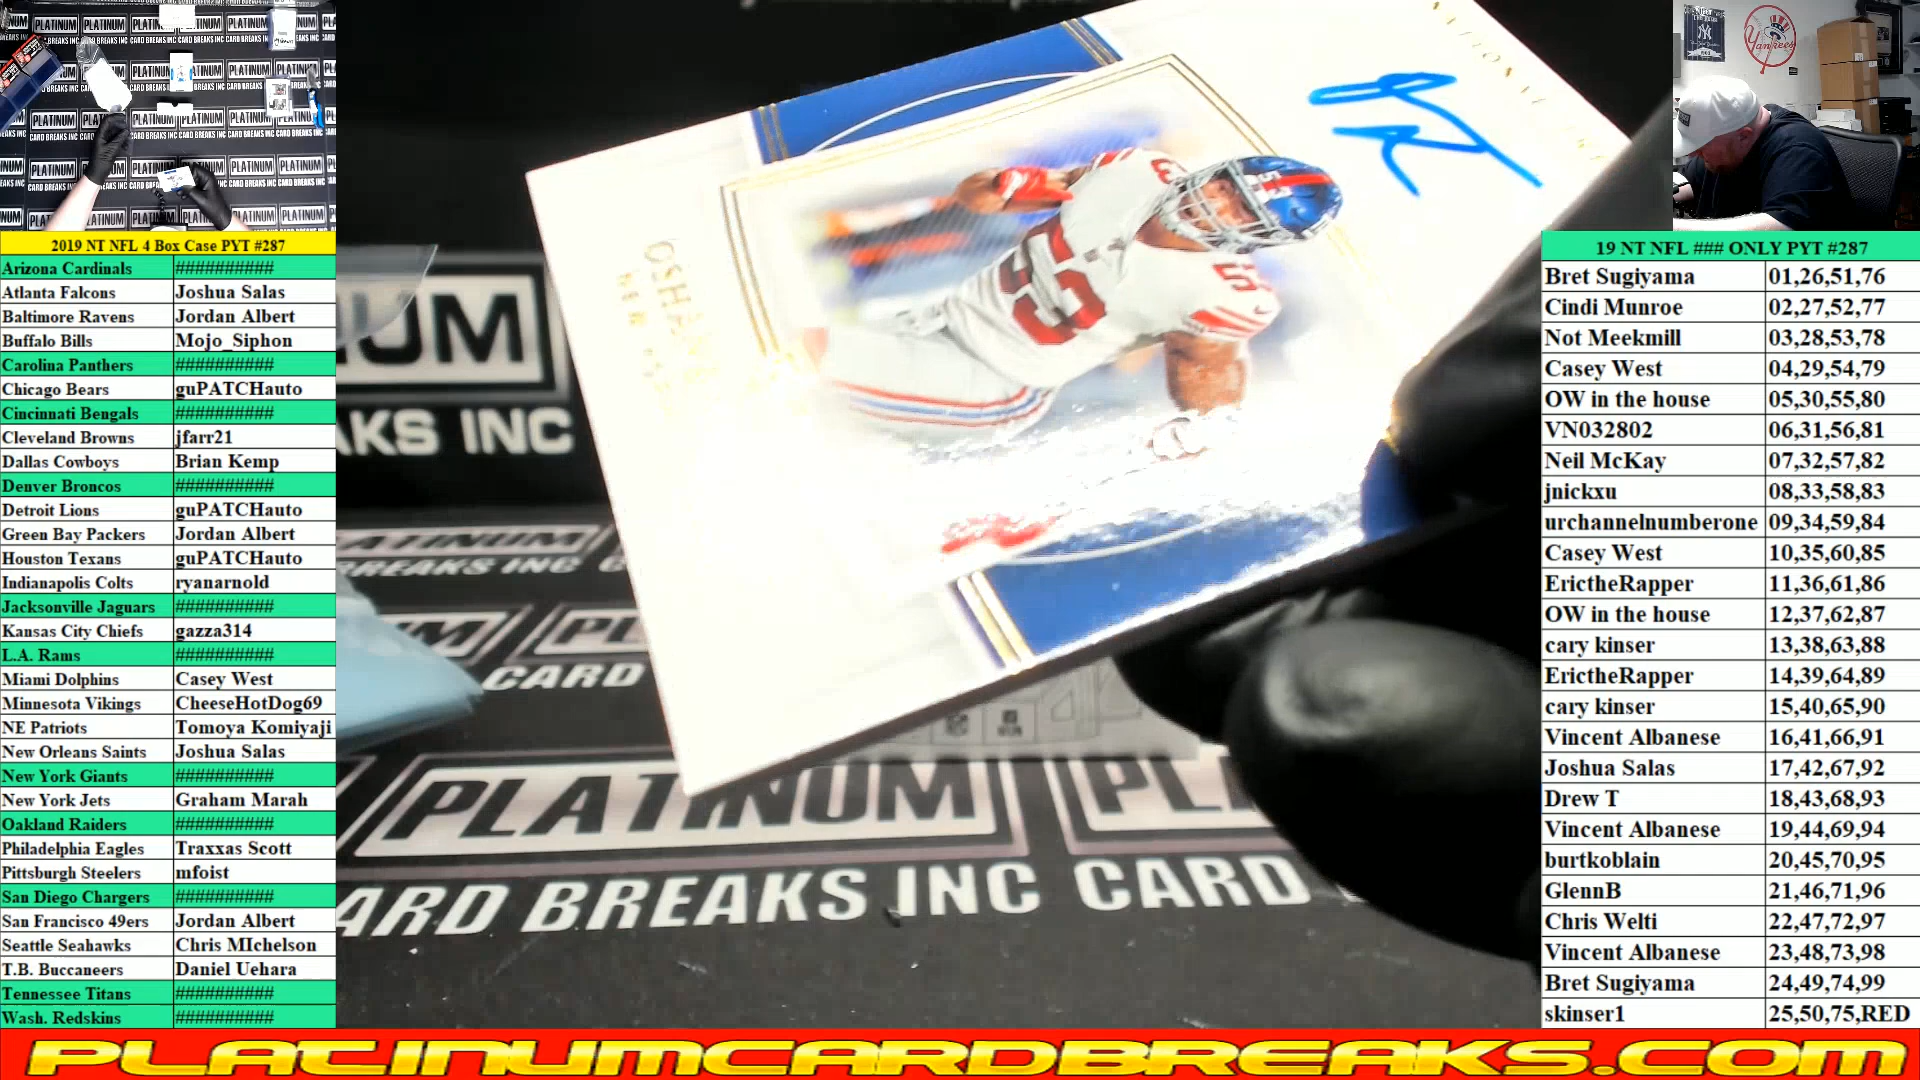 2019 NT NFL 4 Box Case PYT #287
Arizona Cardinals ##########
Atlanta Falcons Joshua Salas
Baltimore Ravens Jordan Albert
Buffalo Bills Mojo_Siphon
Carolina Panthers ##########
Chicago Bears guPATCHauto
Cincinnati Bengals ##########
Cleveland Browns jfarr21
Dallas Cowboys Brian Kemp
Denver Broncos ##########
Detroit Lions guPATCHauto
Green Bay Packers Jordan Albert
Houston Texans guPATCHauto
Indianapolis Colts ryanarnold
Jacksonville Jaguars ##########
Kansas City Chiefs gazza314
L.A. Rams ##########
Miami Dolphins Casey West
Minnesota Vikings CheeseHotDog69
NE Patriots Tomoya Komiyaji
New Orleans Saints Joshua Salas
New York Giants ##########
New York Jets Graham Marah
Oakland Raiders ##########
Philadelphia Eagles Traxxas Scott
Pittsburgh Steelers mfoist
San Diego Chargers ##########
San Francisco 49ers Jordan Albert
Seattle Seahawks Chris MIchelson
T.B. Buccaneers Daniel Uehara
Tennessee Titans ##########
Wash. Redskins ##########
OSHANE
53
55
PLATINUM
CARD BREAKS INC CARD
19 NT NFL ### ONLY PYT #287
Bret Sugiyama 01,26,51,76
Cindi Munroe 02,27,52,77
Not Meekmill 03,28,53,78
Casey West 04,29,54,79
OW in the house 05,30,55,80
VN032802 06,31,56,81
Neil McKay 07,32,57,82
jnickxu 08,33,58,83
urchannelnumberone 09,34,59,84
Casey West 10,35,60,85
ErictheRapper 11,36,61,86
OW in the house 12,37,62,87
cary kinser 13,38,63,88
ErictheRapper 14,39,64,89
cary kinser 15,40,65,90
Vincent Albanese 16,41,66,91
Joshua Salas 17,42,67,92
Drew T 18,43,68,93
Vincent Albanese 19,44,69,94
burtkoblain 20,45,70,95
GlennB 21,46,71,96
Chris Welti 22,47,72,97
Vincent Albanese 23,48,73,98
Bret Sugiyama 24,49,74,99
skinser1 25,50,75,RED
PLATINUMCARDBREAKS.COM